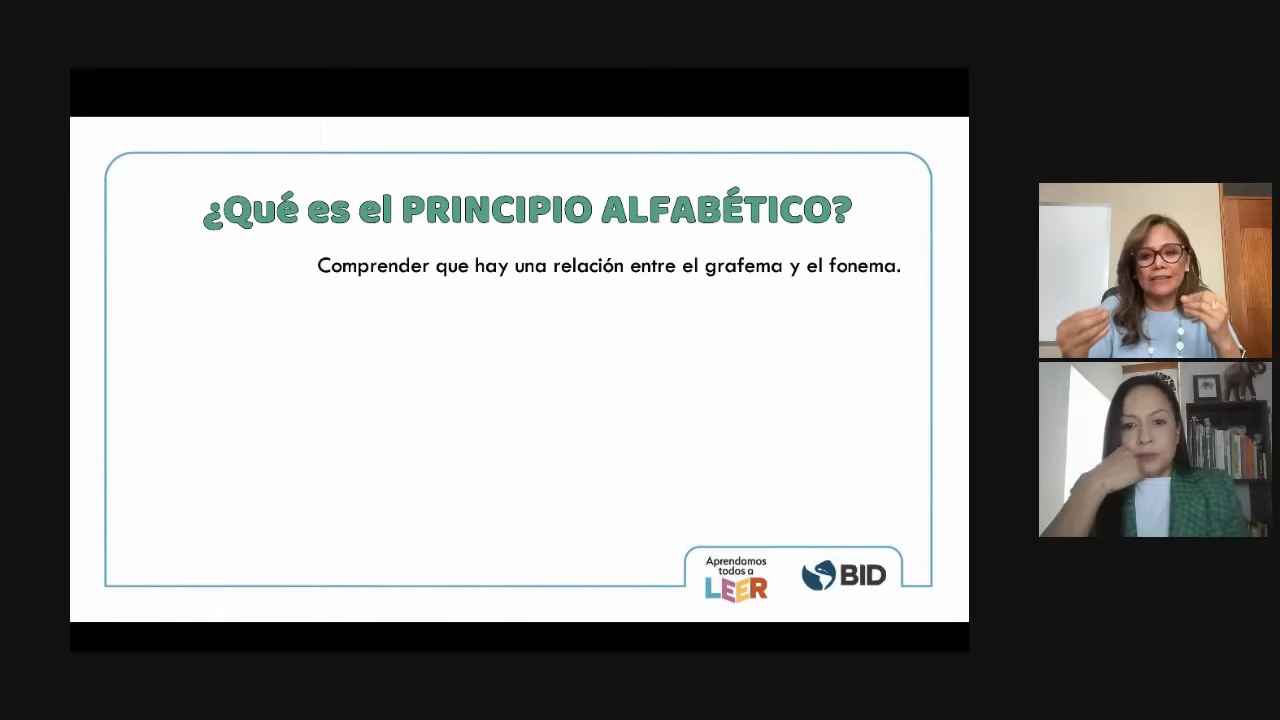 ¿Qué es el PRINCIPIO ALFABÉTICO?
Comprender que hay una relación entre el grafema y el fonema.
Aprendamos
todos a
LEER
BID